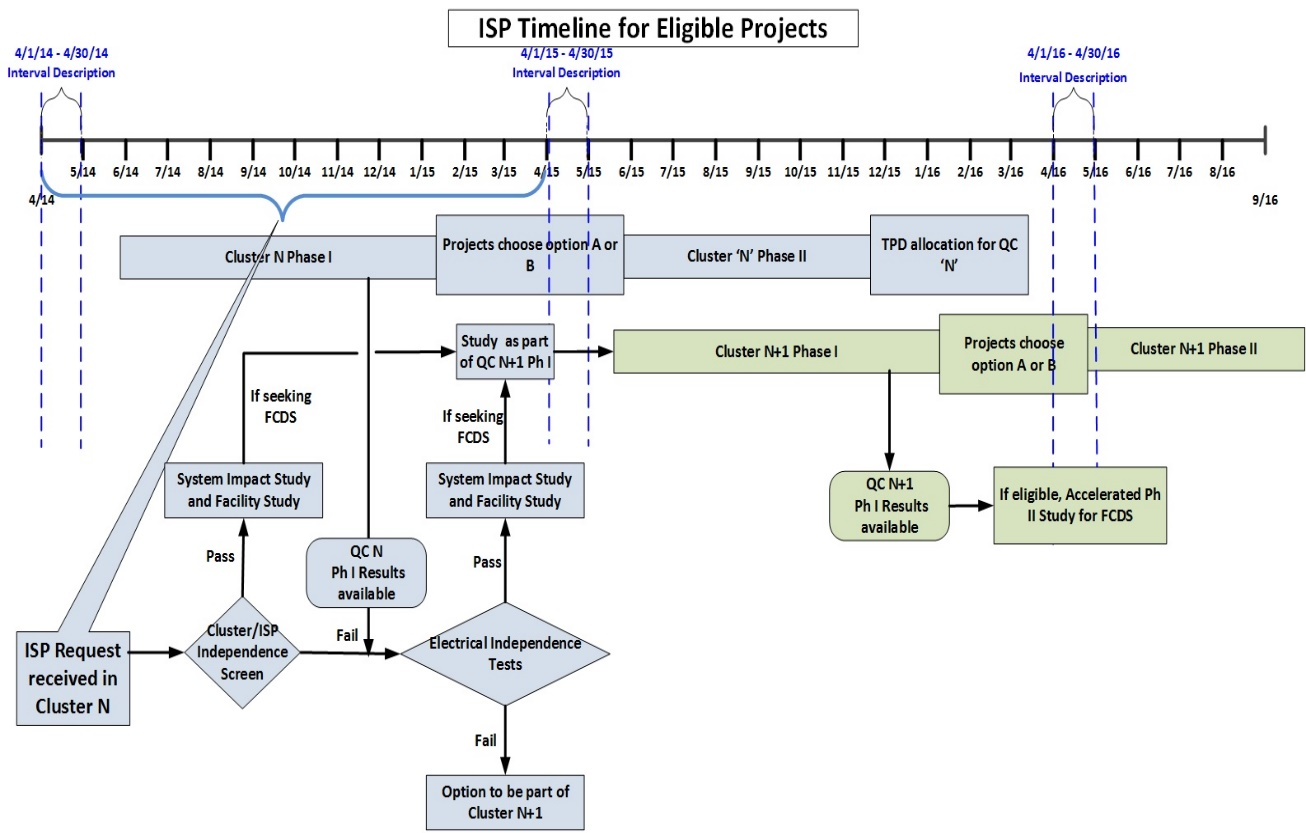 ISP Timeline for Eligible Projects
4/1/14 - 4/30/14
Interval Description
4/1/15 - 4/30/15
Interval Description
4/1/16 - 4/30/16
Interval Description
4/14
5/14
6/14
7/14
8/14
9/14
10/14
11/14
12/14
1/15
2/15
3/15
4/15
5/15
6/15
7/15
8/15
9/15
10/15
11/15
12/15
1/16
2/16
3/16
4/16
5/16
6/16
7/16
8/16
9/16
Cluster N Phase I
Projects choose option A or
B
Cluster ‘N’ Phase II
TPD allocation for QC
‘N’
Study as part
of QC N+1 Ph I
Cluster N+1 Phase I
Projects choose
option A or B
Cluster N+1 Phase II
If seeking
FCDS
If seeking
FCDS
System Impact Study
and Facility Study
System Impact Study
and Facility Study
QC N+1
Ph I Results
available
If eligible, Accelerated Ph
II Study for FCDS
Pass
QC N
Ph I Results
available
Pass
ISP Request
received in
Cluster N
Cluster/ISP
Independence
Screen
Fail
Electrical Independence
Tests
Fail
Option to be part of
Cluster N+1